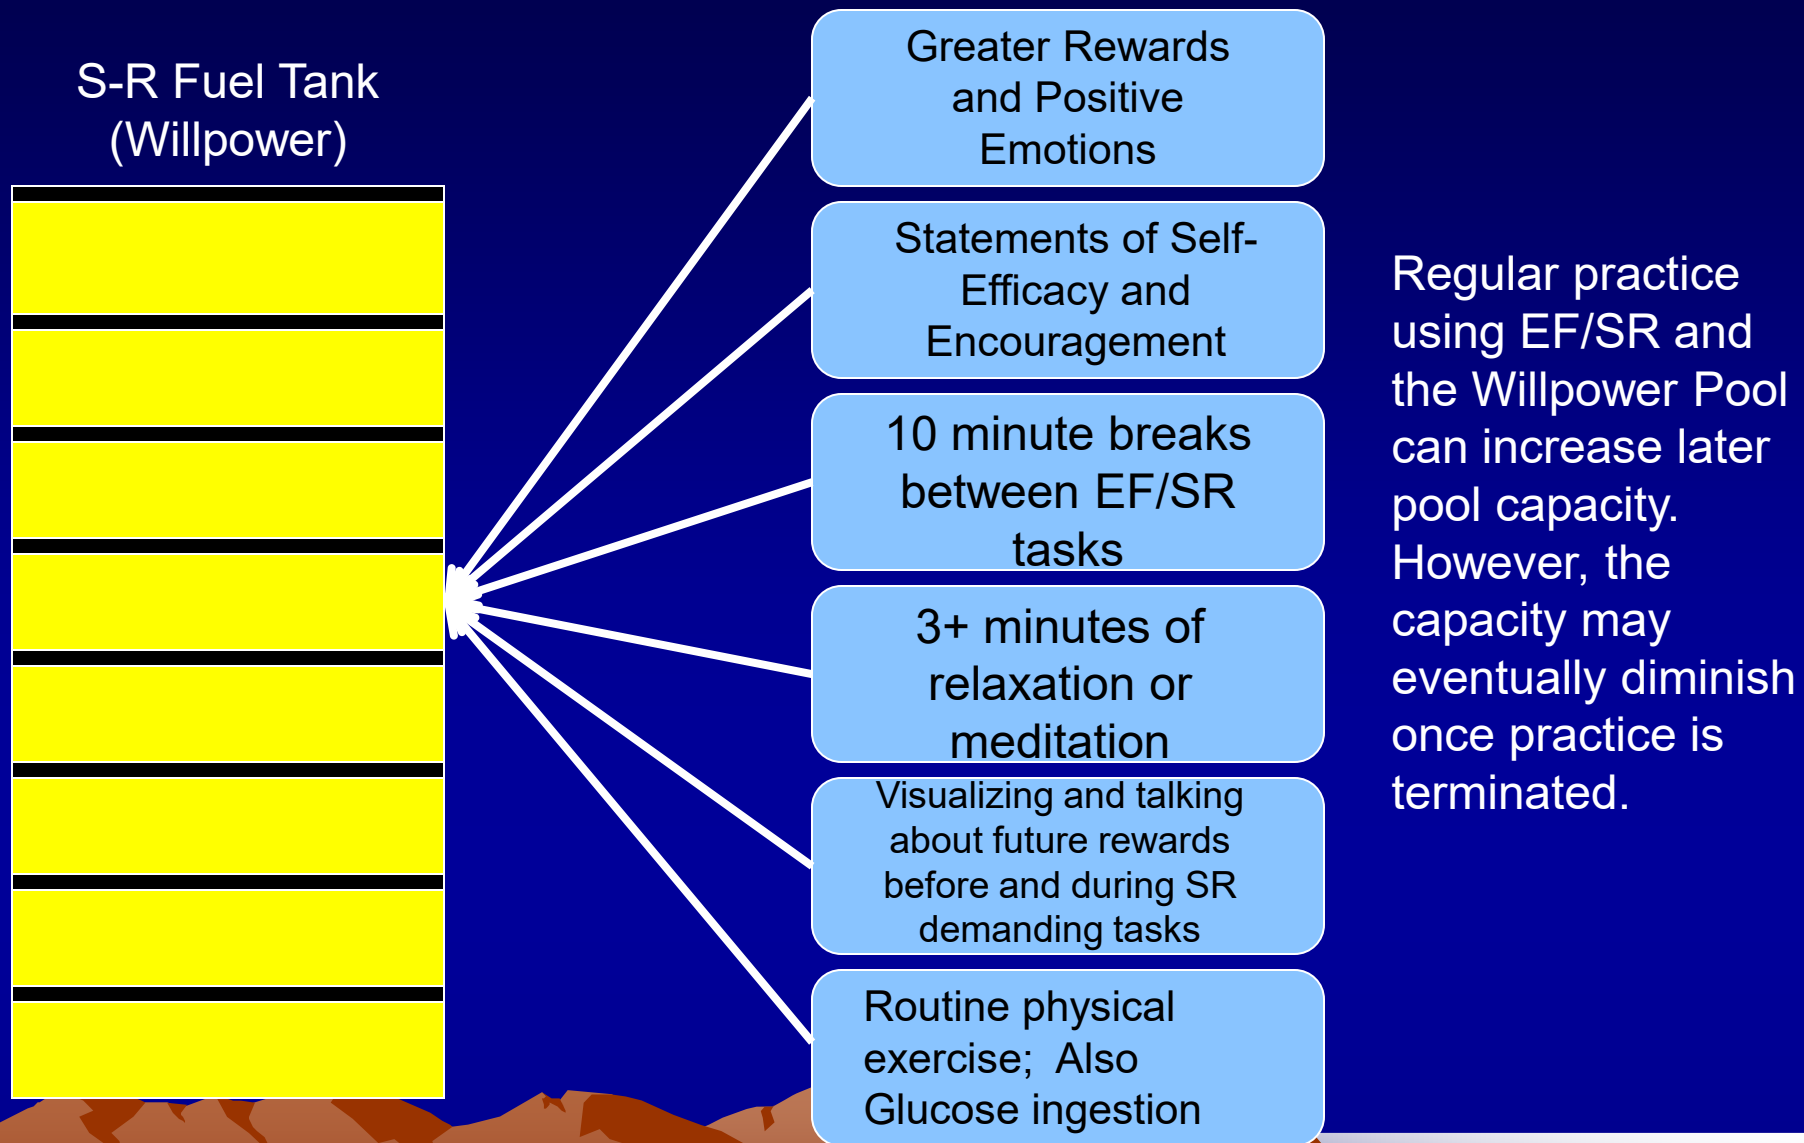 S-R Fuel Tank
(Willpower)
Greater Rewards
and Positive
Emotions
Statements of Self-
Efficacy and
Encouragement
10 minute breaks
between EF/SR
tasks
3+ minutes of
relaxation or
meditation
Visualizing and talking
about future rewards
before and during SR
demanding tasks
Routine physical
exercise;  Also
Glucose ingestion
Regular practice
using EF/SR and
the Willpower Pool
can increase later
pool capacity.
However, the
capacity may
eventually diminish
once practice is
terminated.